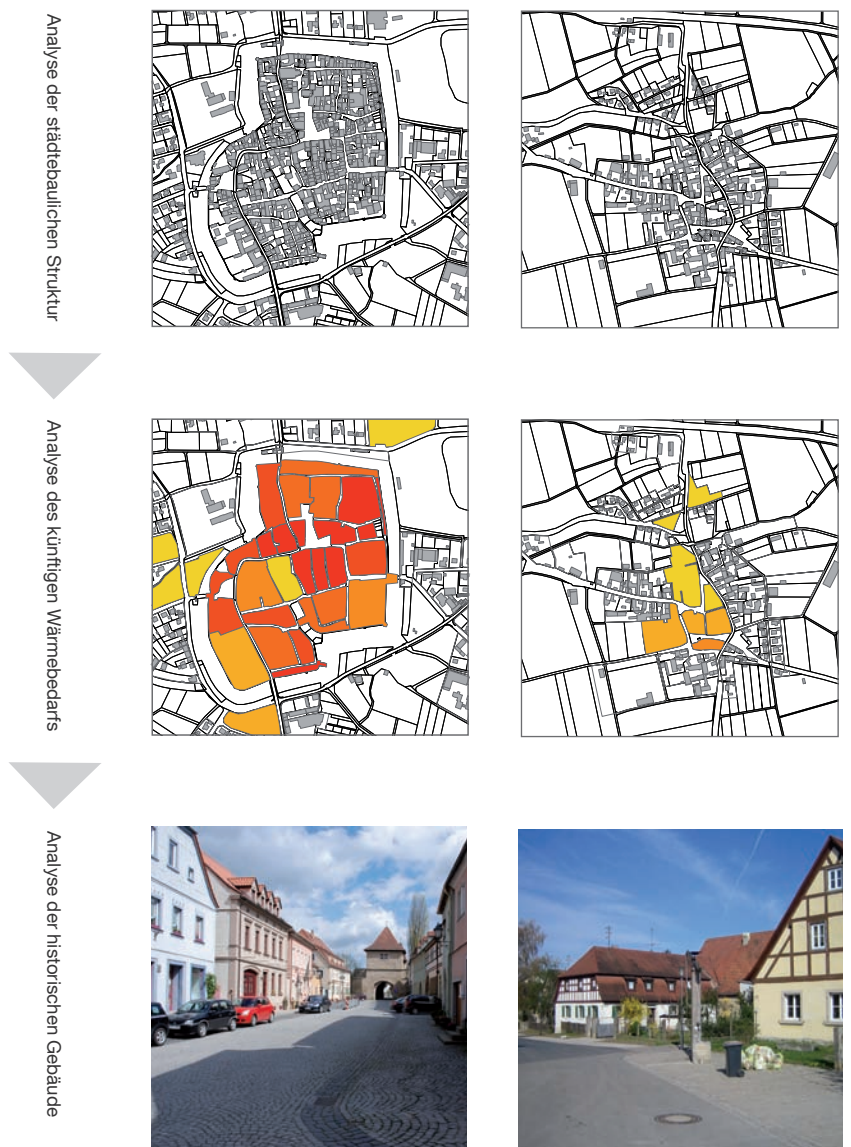 Analyse der städtebaulichen Struktur
Analyse des künftigen Wärmebedarfs
Analyse der historischen Gebäude